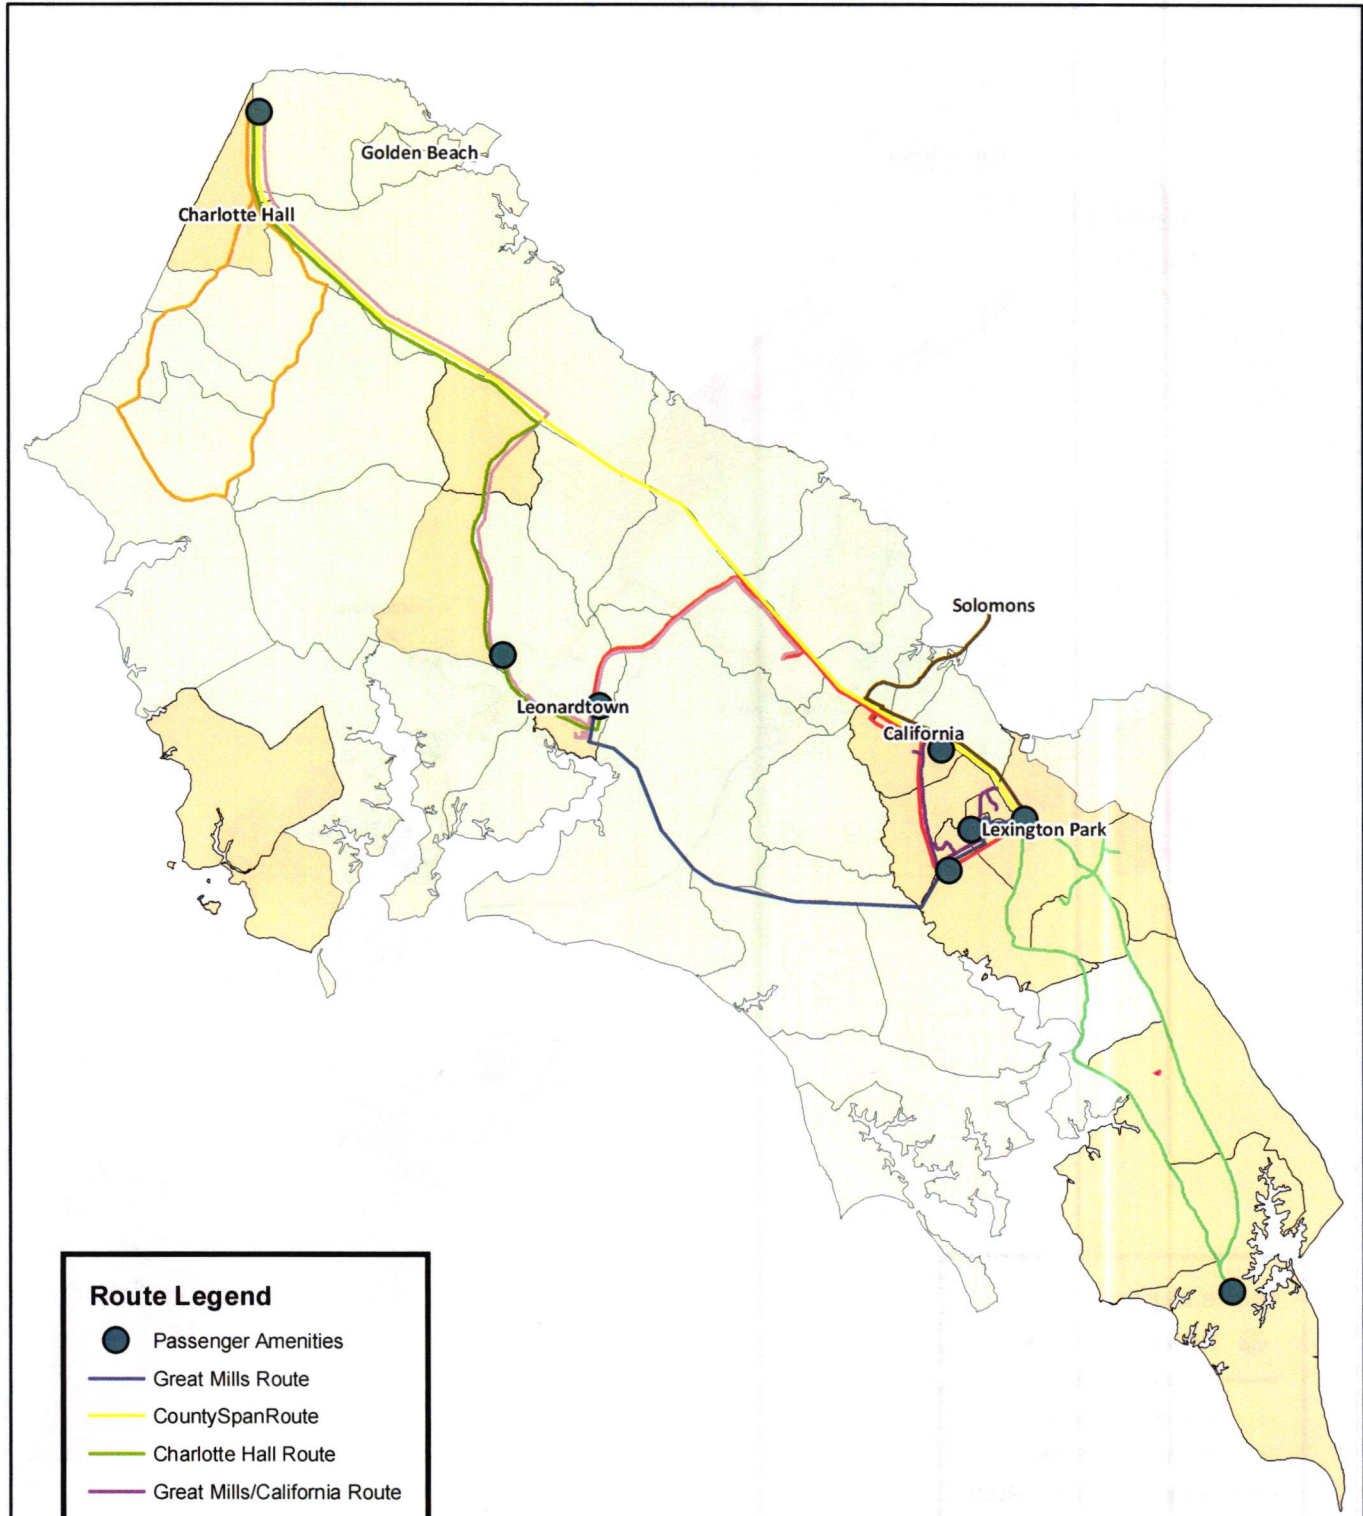 Golden Beach
Charlotte Hall
Solomons
Leonardtown
California
Lexington Park
Route Legend
Passenger Amenities
Great Mills Route
CountySpanRoute
Charlotte Hall Route
Great Mills/California Route